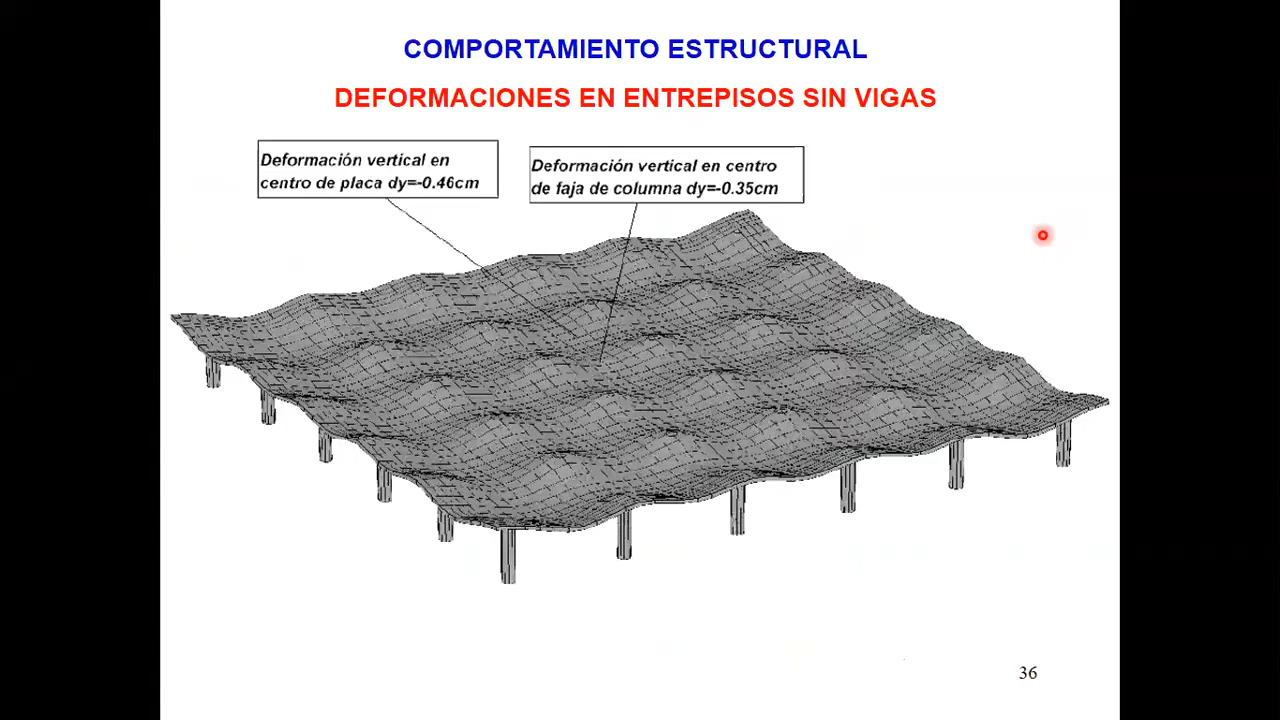 COMPORTAMIENTO ESTRUCTURAL
DEFORMACIONES EN ENTREPISOS SIN VIGAS
Deformación vertical en
centro de placa dy=-0.46cm
Deformación vertical en centro
de faja de columna dy=-0.35cm
36